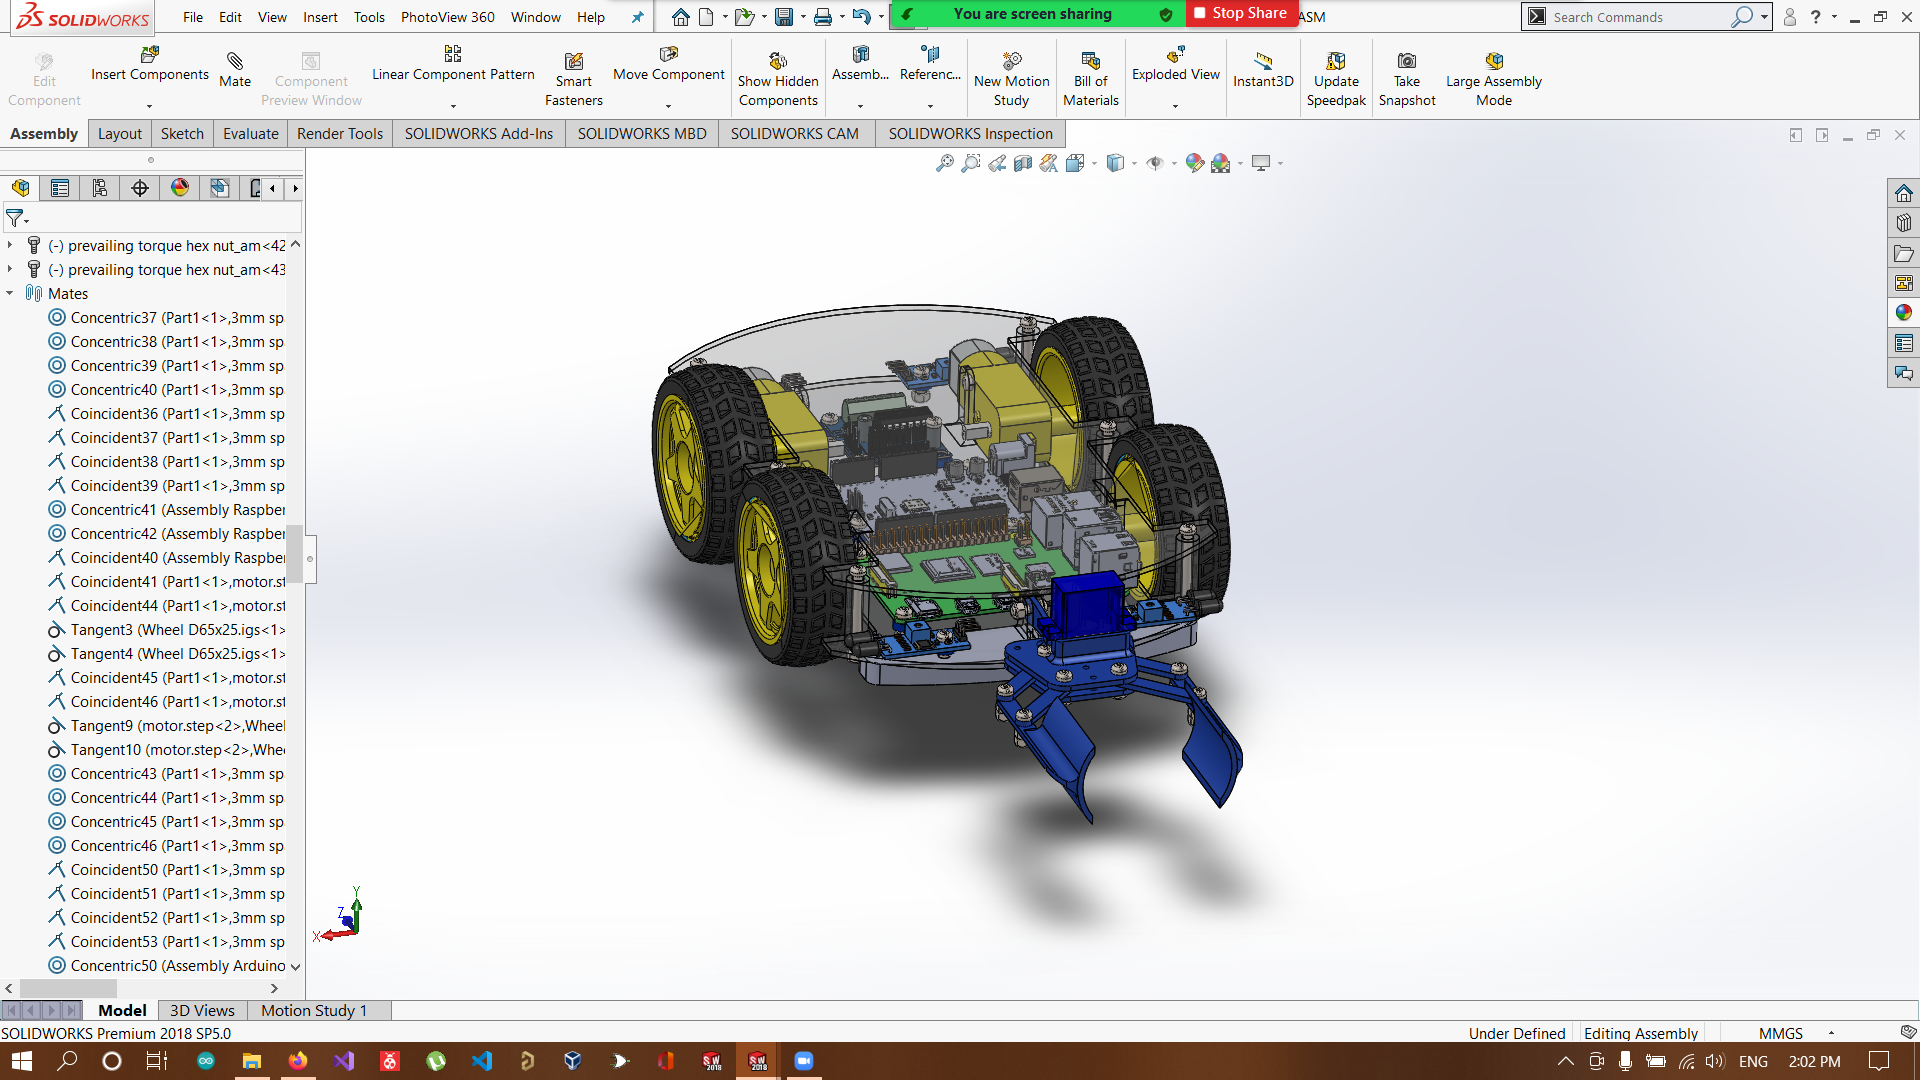 SOLIDWORKS
File Edit View Insert Tools PhotoView 360 Window Help
You are screen sharing
Stop Share
ASM
Search Commands
Edit Component
Insert Components
Mate
Component Preview Window
Linear Component Pattern
Smart Fasteners
Move Component
Show Hidden Components
Assemb...
Referenc...
New Motion Study
Bill of Materials
Exploded View
Instant3D
Update Speedpak
Take Snapshot
Large Assembly Mode
Assembly Layout Sketch Evaluate Render Tools SOLIDWORKS Add-Ins SOLIDWORKS MBD SOLIDWORKS CAM SOLIDWORKS Inspection
(-) prevailing torque hex nut_am<42
(-) prevailing torque hex nut_am<43
Mates
Concentric37 (Part1<1>,3mm sp
Concentric38 (Part1<1>,3mm sp
Concentric39 (Part1<1>,3mm sp
Concentric40 (Part1<1>,3mm sp
Coincident36 (Part1<1>,3mm sp
Coincident37 (Part1<1>,3mm sp
Coincident38 (Part1<1>,3mm sp
Coincident39 (Part1<1>,3mm sp
Concentric41 (Assembly Raspber
Concentric42 (Assembly Raspber
Coincident40 (Assembly Raspber
Coincident41 (Part1<1>,motor.st
Coincident44 (Part1<1>,motor.st
Tangent3 (Wheel D65x25.igs<1>
Tangent4 (Wheel D65x25.igs<1>
Coincident45 (Part1<1>,motor.st
Coincident46 (Part1<1>,motor.st
Tangent9 (motor.step<2>,Wheel
Tangent10 (motor.step<2>,Whe
Concentric43 (Part1<1>,3mm sp
Concentric44 (Part1<1>,3mm sp
Concentric45 (Part1<1>,3mm sp
Concentric46 (Part1<1>,3mm sp
Coincident50 (Part1<1>,3mm sp
Coincident51 (Part1<1>,3mm sp
Coincident52 (Part1<1>,3mm sp
Coincident53 (Part1<1>,3mm sp
Concentric50 (Assembly Arduino
Y
Z
X
Model 3D Views Motion Study 1
SOLIDWORKS Premium 2018 SP5.0
Under Defined Editing Assembly MMGS
SW 2018
SW 2018
ENG 2:02 PM